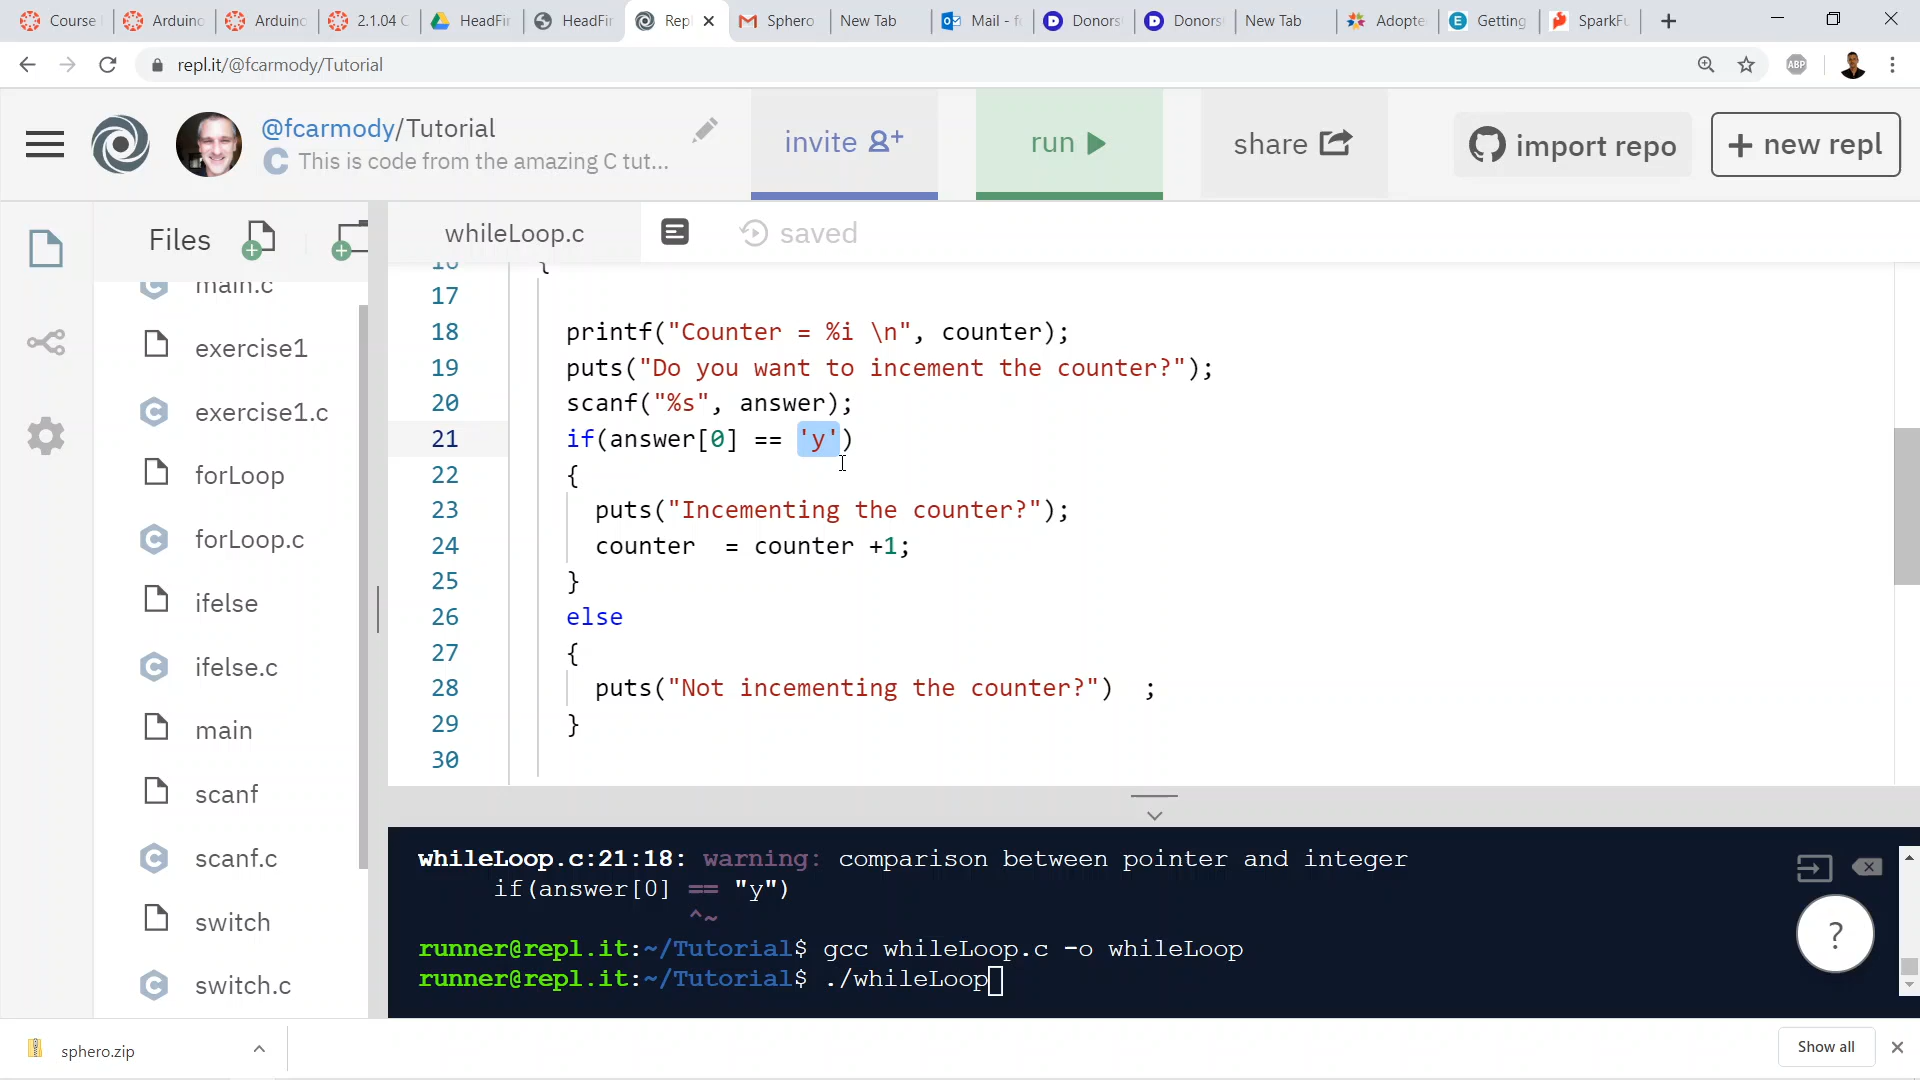 Course
Arduino
Arduino
2.1.04 C
HeadFir
HeadFir
Repl
Sphero
New Tab
Mail - f
Donors
Donors
New Tab
Adopte
Getting
SparkFu
repl.it/@fcarmody/Tutorial
ABP
@fcarmody/Tutorial
This is code from the amazing C tut...
invite
run
share
import repo
+ new repl
Files
whileLoop.c
saved
main.c
exercise1
exercise1.c
forLoop
forLoop.c
ifelse
ifelse.c
main
scanf
scanf.c
switch
switch.c
16 {
17
18 printf("Counter = %i \n", counter);
19 puts("Do you want to incement the counter?");
20 scanf("%s", answer);
21 if(answer[0] == 'y')
22 {
23 puts("Incementing the counter?");
24 counter  = counter +1;
25 }
26 else
27 {
28 puts("Not incementing the counter?")  ;
29 }
30
whileLoop.c:21:18: warning: comparison between pointer and integer
if(answer[0] == "y")
^~
runner@repl.it:~/Tutorial$ gcc whileLoop.c -o whileLoop
runner@repl.it:~/Tutorial$ ./whileLoop
?
sphero.zip
Show all